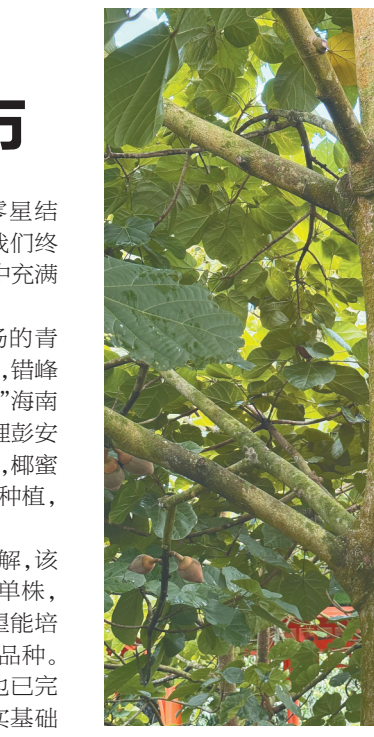 零星结
我们终
中充满
场的青
,错峰
”海南
理彭安
,椰蜜
种植,
解,该
单株,
望能培
品种。
也已完
实基础